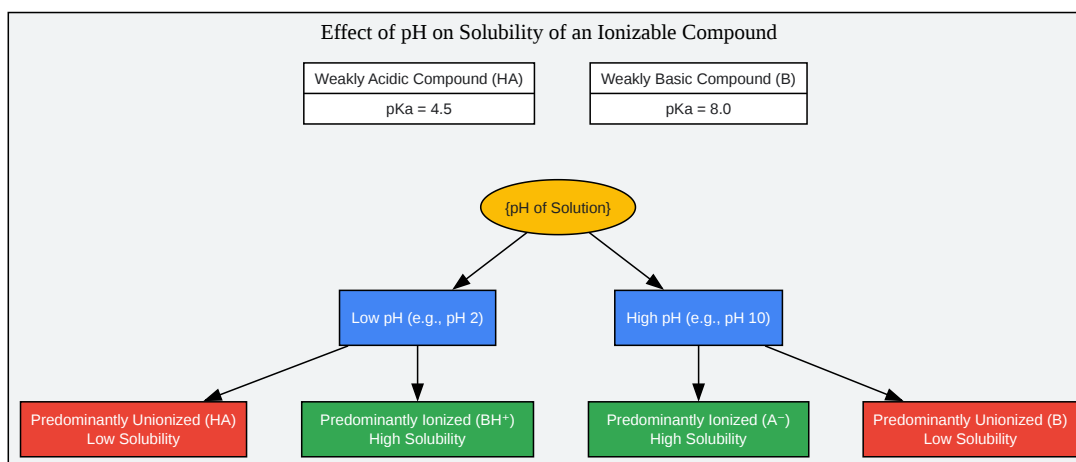 Effect of pH on Solubility of an Ionizable Compound
Weakly Acidic Compound (HA)
pKa = 4.5
Weakly Basic Compound (B)
pKa = 8.0
{pH of Solution}
Low pH (e.g., pH 2)
High pH (e.g., pH 10)
Predominantly Unionized (HA)
Low Solubility
Predominantly Ionized (BH⁺)
High Solubility
Predominantly Ionized (A⁻)
High Solubility
Predominantly Unionized (B)
Low Solubility